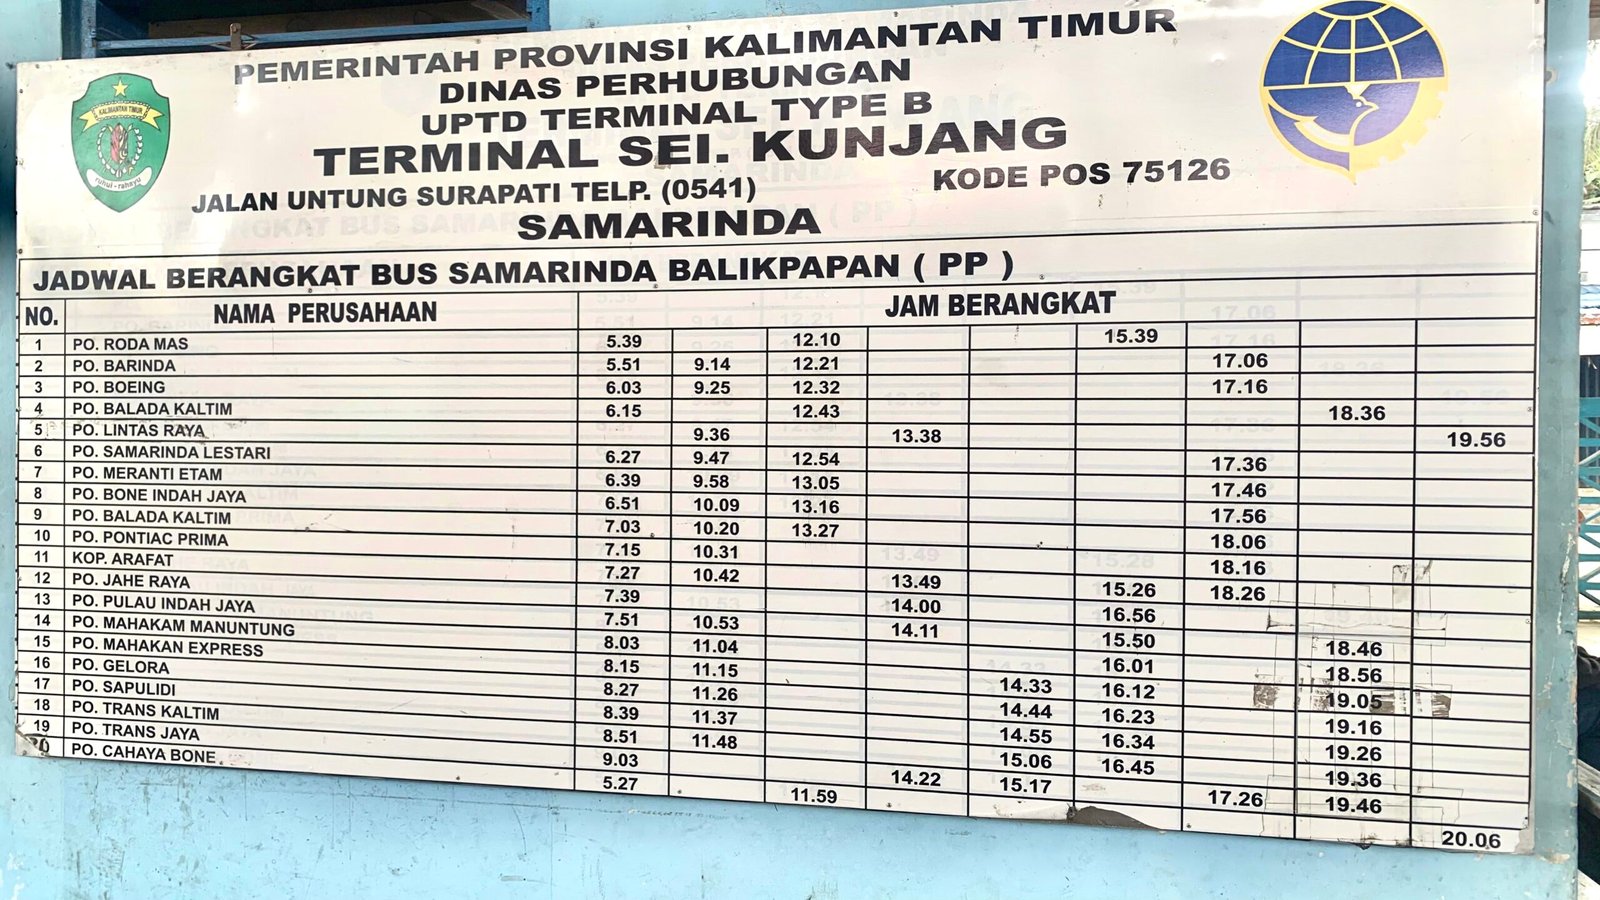 PEMERINTAH PROVINSI KALIMANTAN TIMUR
DINAS PERHUBUNGAN
UPTD TERMINAL TYPE B
TERMINAL SEI. KUNJANG
JALAN UNTUNG SURAPATI TELP. (0541) KODE POS 75126
SAMARINDA
KALIMANTAN TIMUR
ruhui - rahayu
JADWAL BERANGKAT BUS SAMARINDA BALIKPAPAN ( PP )
NO. NAMA PERUSAHAAN JAM BERANGKAT
1 PO. RODA MAS 5.39 12.10 15.39
2 PO. BARINDA 5.51 9.14 12.21 17.06
3 PO. BOEING 6.03 9.25 12.32 17.16
4 PO. BALADA KALTIM 6.15 12.43 18.36
5 PO. LINTAS RAYA 9.36 13.38 19.56
6 PO. SAMARINDA LESTARI 6.27 9.47 12.54 17.36
7 PO. MERANTI ETAM 6.39 9.58 13.05 17.46
8 PO. BONE INDAH JAYA 6.51 10.09 13.16 17.56
9 PO. BALADA KALTIM 7.03 10.20 13.27 18.06
10 PO. PONTIAC PRIMA 7.15 10.31 18.16
11 KOP. ARAFAT 7.27 10.42 13.49 15.26 18.26
12 PO. JAHE RAYA 7.39 14.00 16.56
13 PO. PULAU INDAH JAYA 7.51 10.53 14.11 15.50 18.46
14 PO. MAHAKAM MANUNTUNG 8.03 11.04 16.01 18.56
15 PO. MAHAKAN EXPRESS 8.15 11.15 14.33 16.12 19.05
16 PO. GELORA 8.27 11.26 14.44 16.23 19.16
17 PO. SAPULIDI 8.39 11.37 14.55 16.34 19.26
18 PO. TRANS KALTIM 8.51 11.48 15.06 16.45 19.36
19 PO. TRANS JAYA 9.03 14.22 15.17 17.26 19.46
20 PO. CAHAYA BONE 5.27 11.59 20.06